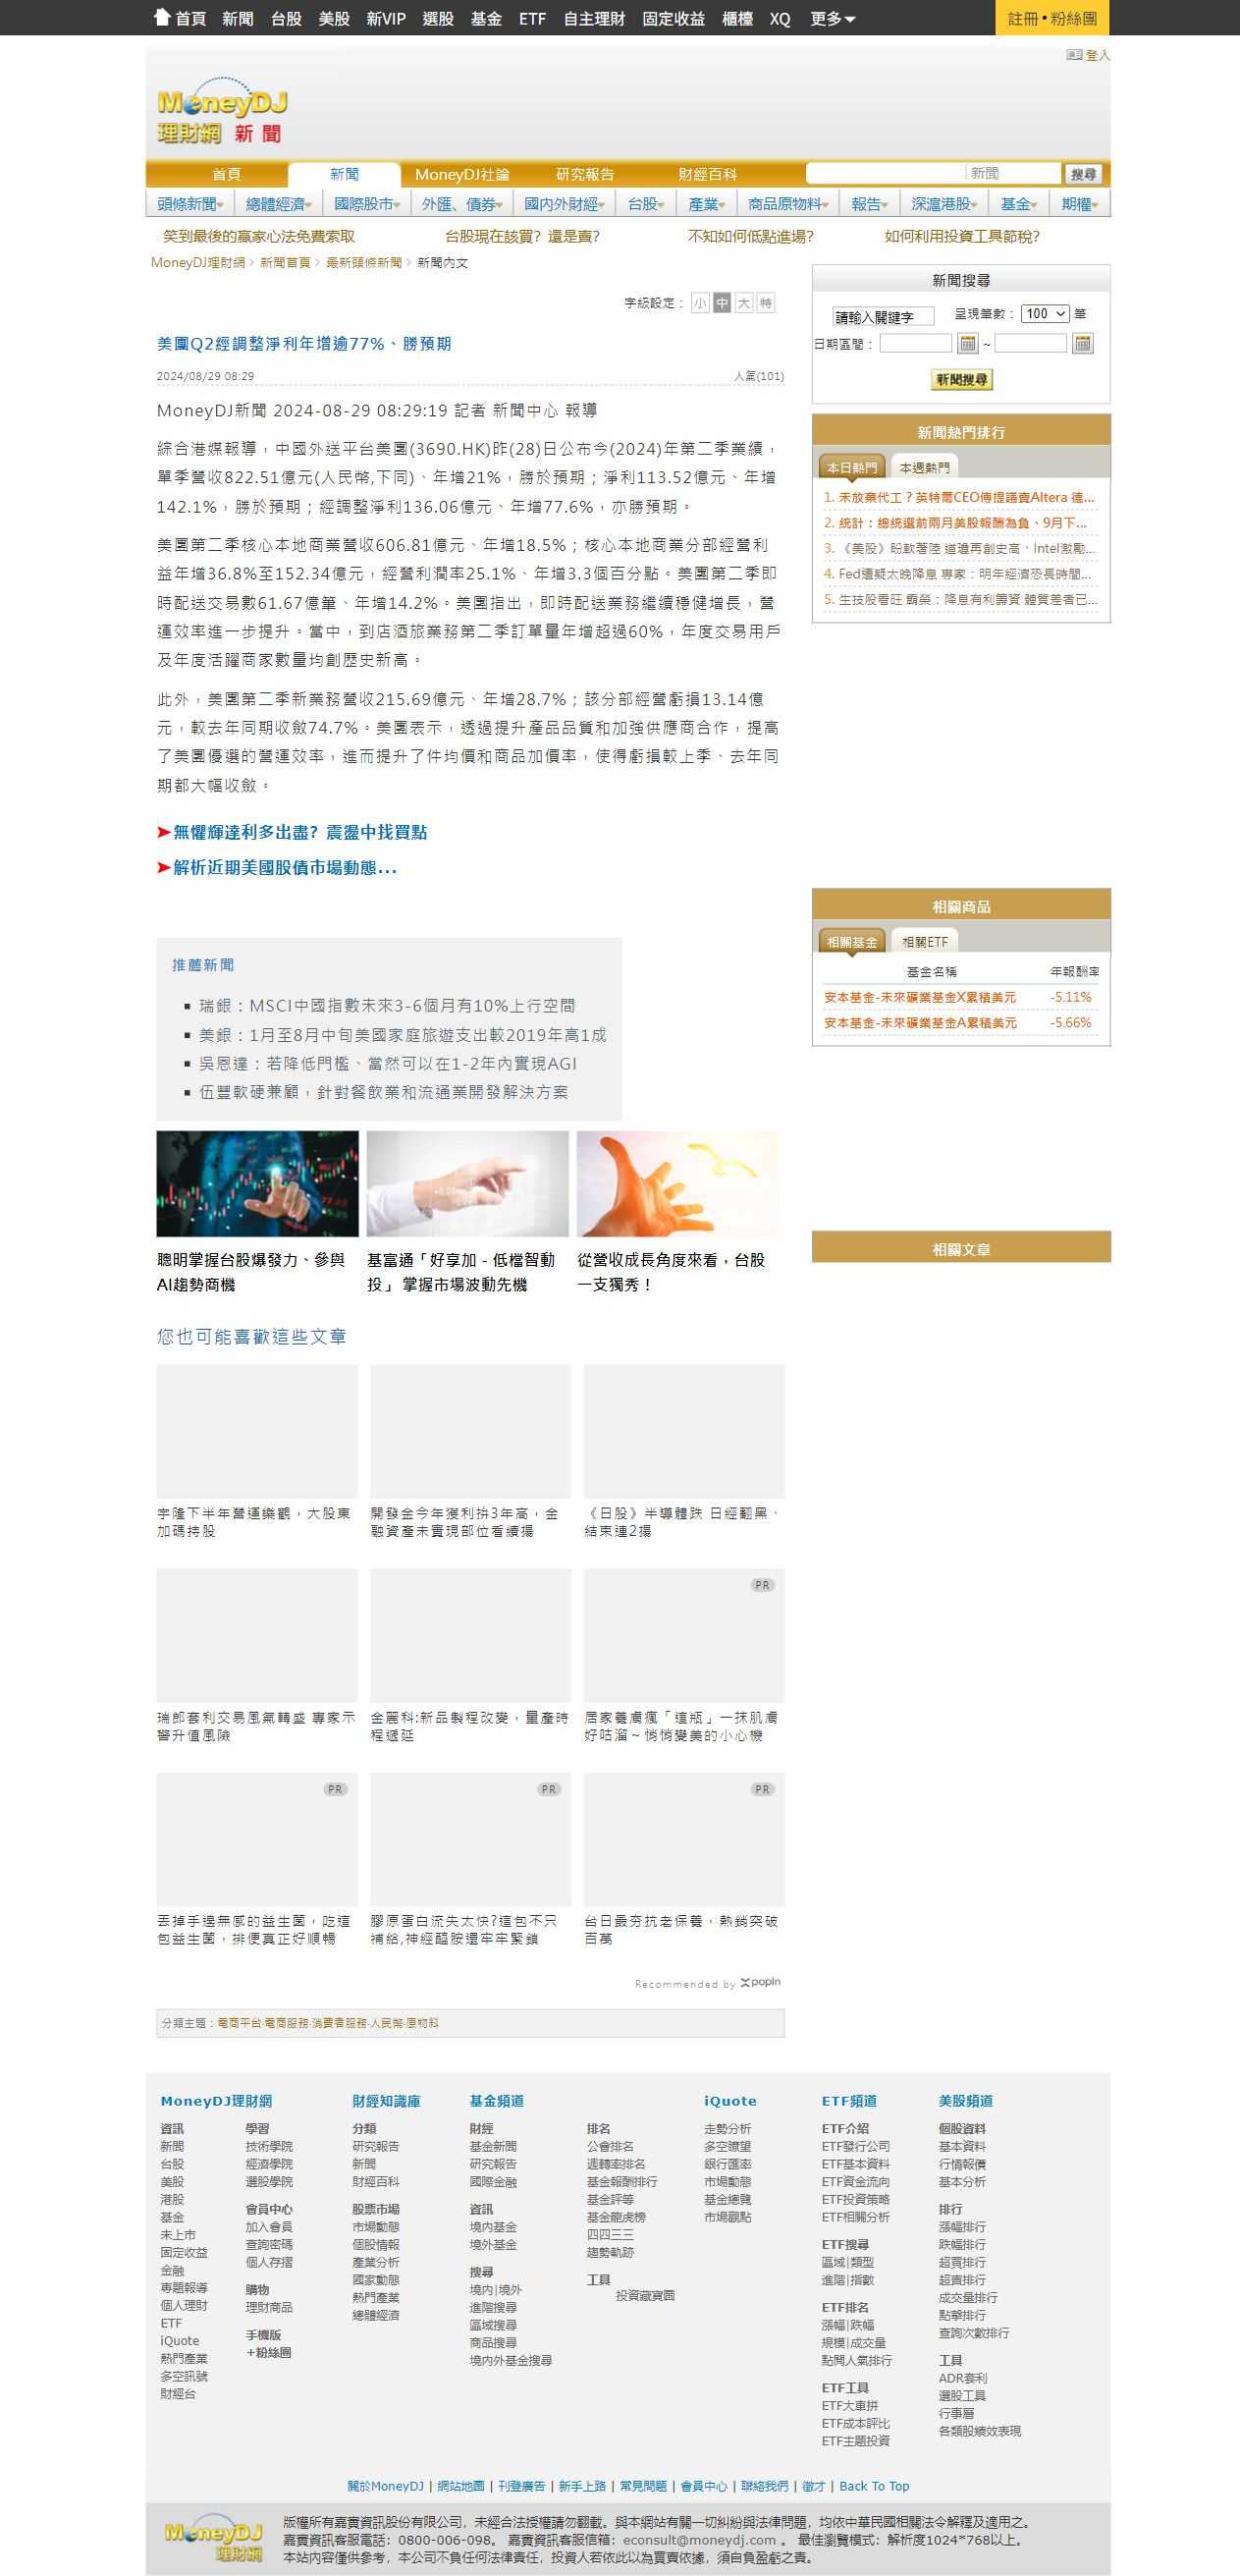 首頁 新聞 台股 美股 新VIP 選股 基金 ETF 自主理財 固定收益 櫃檯 XQ 更多 註冊•粉絲團
登入
MoneyDJ
理財網 新聞
首頁 新聞 MoneyDJ社論 研究報告 財經百科 新聞 搜尋
頭條新聞 總體經濟 國際股市 外匯、債券 國內外財經 台股 產業 商品原物料 報告 深滬港股 基金 期權
笑到最後的贏家心法免費索取 台股現在該買? 還是賣? 不知如何低點進場? 如何利用投資工具節稅?
MoneyDJ理財網 > 新聞首頁 > 最新頭條新聞 > 新聞內文
字級設定： 小 中 大 特
美團Q2經調整淨利年增逾77%、勝預期
2024/08/29 08:29 人氣(101)
MoneyDJ新聞 2024-08-29 08:29:19 記者 新聞中心 報導
綜合港媒報導，中國外送平台美團(3690.HK)昨(28)日公布今(2024)年第二季業績，
單季營收822.51億元(人民幣,下同)、年增21%，勝於預期；淨利113.52億元、年增
142.1%，勝於預期；經調整淨利136.06億元、年增77.6%，亦勝預期。
美團第二季核心本地商業營收606.81億元、年增18.5%；核心本地商業分部經營利
益年增36.8%至152.34億元，經營利潤率25.1%、年增3.3個百分點。美團第二季即
時配送交易數61.67億筆、年增14.2%。美團指出，即時配送業務繼續穩健增長，營
運效率進一步提升。當中，到店酒旅業務第二季訂單量年增超過60%，年度交易用戶
及年度活躍商家數量均創歷史新高。
此外，美團第二季新業務營收215.69億元、年增28.7%；該分部經營虧損13.14億
元，較去年同期收斂74.7%。美團表示，透過提升產品品質和加強供應商合作，提高
了美團優選的營運效率，進而提升了件均價和商品加價率，使得虧損較上季、去年同
期都大幅收斂。
➤無懼輝達利多出盡? 震盪中找買點
➤解析近期美國股債市場動態...
推薦新聞
瑞銀：MSCI中國指數未來3-6個月有10%上行空間
美銀：1月至8月中旬美國家庭旅遊支出較2019年高1成
吳恩達：若降低門檻、當然可以在1-2年內實現AGI
伍豐軟硬兼顧，針對餐飲業和流通業開發解決方案
聰明掌握台股爆發力、參與
AI趨勢商機
基富通「好享加 - 低檔智動
投」 掌握市場波動先機
從營收成長角度來看，台股
一支獨秀！
您也可能喜歡這些文章
宇隆下半年營運樂觀，大股東
加碼持股
開發金今年獲利拚3年高，金
融資產未實現部位看續揚
《日股》半導體跌 日經翻黑、
結束連2揚
瑞郎套利交易風氣轉盛 專家示
警升值風險
金麗科:新品製程改變，量產時
程遞延
PR
居家養膚瘋「這瓶」一抹肌膚
好咕溜～悄悄變美的小心機
PR
丟掉手邊無感的益生菌，吃這
包益生菌，排便真正好順暢
PR
膠原蛋白流失太快?這包不只
補給,神經醯胺還牢牢緊鎖
PR
台日最夯抗老保養，熱銷突破
百萬
Recommended by popIn
分類主題：電商平台‧電商服務‧消費者服務‧人民幣‧原物料
新聞搜尋
請輸入關鍵字 呈現筆數： 100 筆
日期區間： ~
新聞搜尋
新聞熱門排行
本日熱門 本週熱門
1. 未放棄代工？英特爾CEO傳提議賣Altera 德...
2. 統計：總統選前兩月美股報酬為負、9月下...
3. 《美股》盼軟著陸 道瓊再創史高、Intel激勵...
4. Fed遭疑太晚降息 專家：明年經濟恐長時間...
5. 生技股看旺 霸榮：降息有利籌資 體質差者已...
相關商品
相關基金 相關ETF
基金名稱 年報酬率
安本基金-未來礦業基金X累積美元 -5.11%
安本基金-未來礦業基金A累積美元 -5.66%
相關文章
MoneyDJ理財網
資訊
新聞
台股
美股
港股
基金
未上市
固定收益
金融
專題報導
個人理財
ETF
iQuote
熱門產業
多空訊號
財經台
學習
技術學院
經濟學院
選股學院
會員中心
加入會員
查詢密碼
個人存摺
購物
理財商品
手機版
+粉絲團
財經知識庫
分類
研究報告
新聞
財經百科
股票市場
市場動態
個股情報
產業分析
國家動態
熱門產業
總體經濟
基金頻道
財經
基金新聞
研究報告
國際金融
資訊
境內基金
境外基金
搜尋
境內|境外
進階搜尋
區域搜尋
商品搜尋
境內外基金搜尋
排名
公會排名
週轉率排名
基金報酬排行
基金評等
基金龍虎榜
四四三三
趨勢軌跡
工具
投資藏寶圖
iQuote
走勢分析
多空瞭望
銀行匯率
市場動態
基金總覽
市場觀點
ETF頻道
ETF介紹
ETF發行公司
ETF基本資料
ETF資金流向
ETF投資策略
ETF相關分析
ETF搜尋
區域|類型
進階|指數
ETF排名
漲幅|跌幅
規模|成交量
點閱人氣排行
ETF工具
ETF大車拼
ETF成本評比
ETF主題投資
美股頻道
個股資料
基本資料
行情報價
基本分析
排行
漲幅排行
跌幅排行
超買排行
超賣排行
成交量排行
點擊排行
查詢次數排行
工具
ADR套利
選股工具
行事曆
各類股績效表現
關於MoneyDJ | 網站地圖 | 刊登廣告 | 新手上路 | 常見問題 | 會員中心 | 聯絡我們 | 徵才 | Back To Top
MoneyDJ
理財網
版權所有嘉實資訊股份有限公司，未經合法授權請勿翻載。與本網站有關一切糾紛與法律問題，均依中華民國相關法令解釋及適用之。
嘉實資訊客服電話：0800-006-098。 嘉實資訊客服信箱：econsult@moneydj.com 。 最佳瀏覽模式：解析度1024*768以上。
本站內容僅供參考，本公司不負任何法律責任，投資人若依此以為買賣依據，須自負盈虧之責。